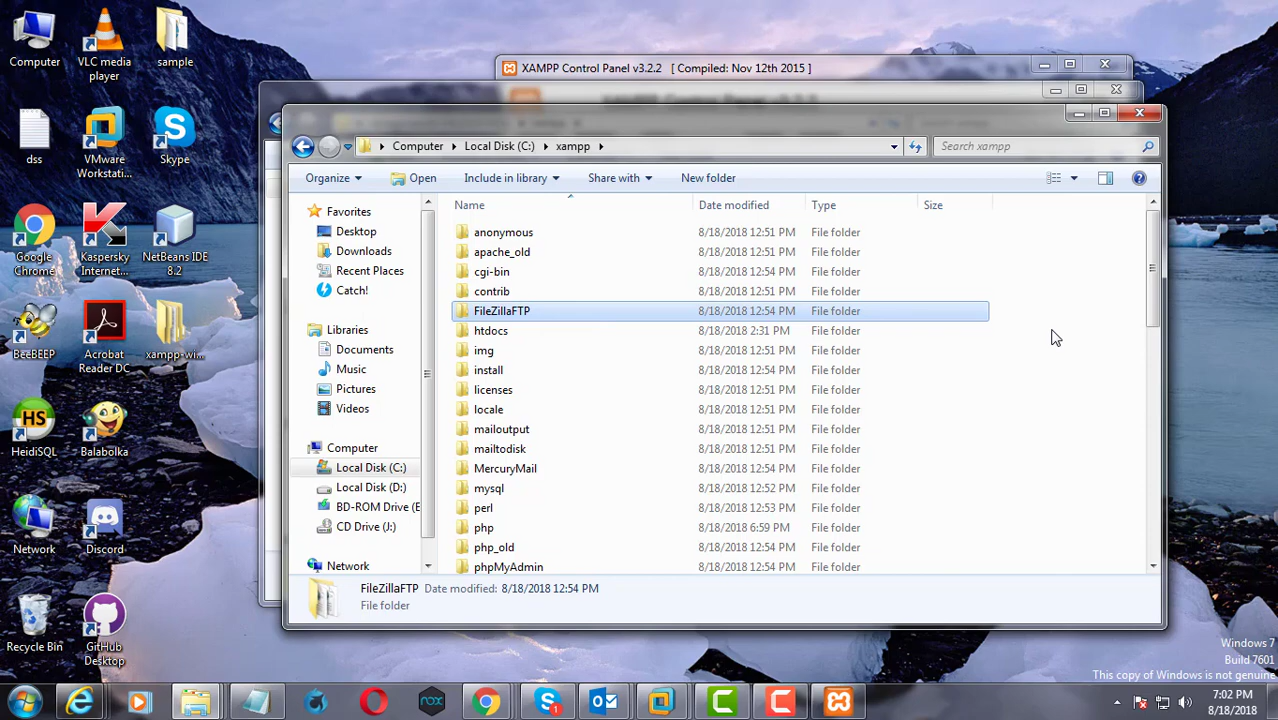 Computer
VLC media
player
sample
dss
VMware
Workstati...
Skype
Google
Chrome
Kaspersky
Internet...
NetBeans IDE
8.2
BeeBEEP
Acrobat
Reader DC
xampp-wi...
HeidiSQL
Balabolka
Network
Discord
Recycle Bin
GitHub
Desktop
XAMPP Control Panel v3.2.2 [ Compiled: Nov 12th 2015 ]
Computer Local Disk (C:) xampp
Search xampp
Organize Open Include in library Share with New folder
Name Date modified Type Size
anonymous 8/18/2018 12:51 PM File folder
apache_old 8/18/2018 12:51 PM File folder
cgi-bin 8/18/2018 12:54 PM File folder
contrib 8/18/2018 12:51 PM File folder
FileZillaFTP 8/18/2018 12:54 PM File folder
htdocs 8/18/2018 2:31 PM File folder
img 8/18/2018 12:51 PM File folder
install 8/18/2018 12:54 PM File folder
licenses 8/18/2018 12:51 PM File folder
locale 8/18/2018 12:51 PM File folder
mailoutput 8/18/2018 12:51 PM File folder
mailtodisk 8/18/2018 12:51 PM File folder
MercuryMail 8/18/2018 12:54 PM File folder
mysql 8/18/2018 12:52 PM File folder
perl 8/18/2018 12:53 PM File folder
php 8/18/2018 6:59 PM File folder
php_old 8/18/2018 12:54 PM File folder
phpMyAdmin 8/18/2018 12:51 PM File folder
Favorites
Desktop
Downloads
Recent Places
Catch!
Libraries
Documents
Music
Pictures
Videos
Computer
Local Disk (C:)
Local Disk (D:)
BD-ROM Drive (E
CD Drive (J:)
Network
FileZillaFTP Date modified: 8/18/2018 12:54 PM
File folder
Windows 7
Build 7601
This copy of Windows is not genuine
nox
7:02 PM
8/18/2018